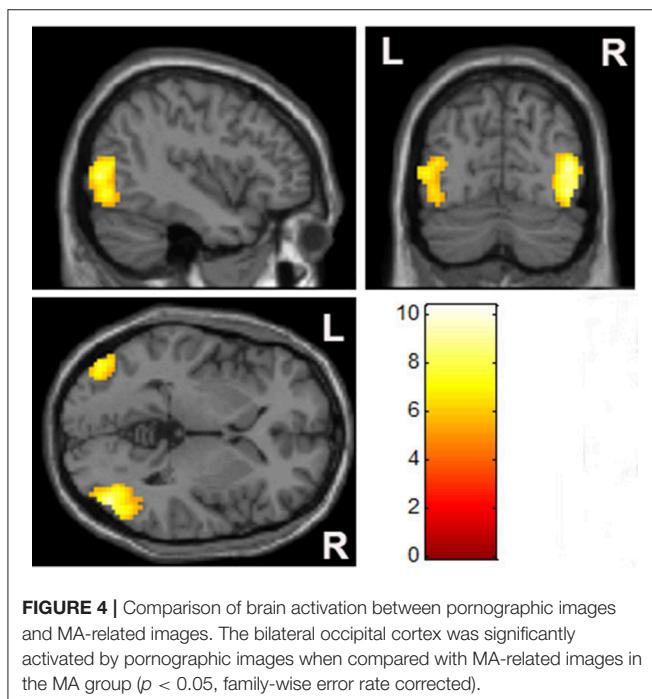 L R
L
R
10
8
6
4
2
0
FIGURE 4 | Comparison of brain activation between pornographic images
and MA-related images. The bilateral occipital cortex was significantly
activated by pornographic images when compared with MA-related images in
the MA group (p < 0.05, family-wise error rate corrected).